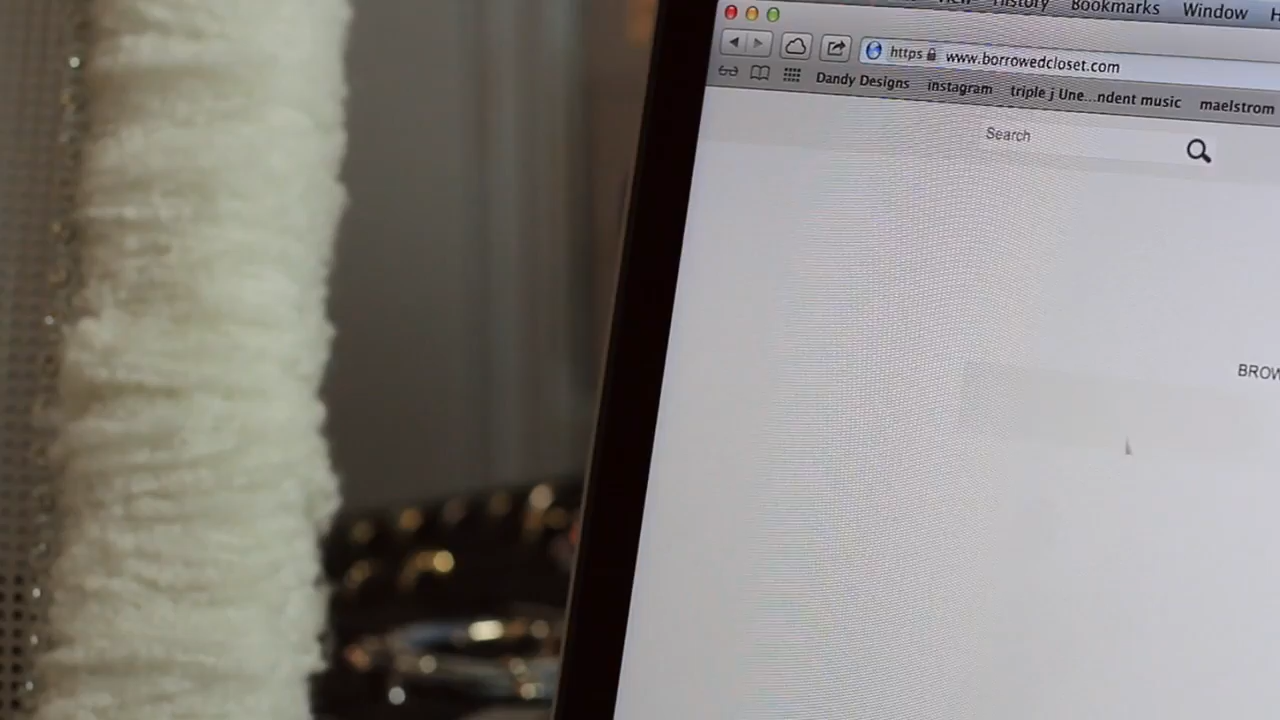 History Bookmarks Window
https www.borrowedcloset.com
Dandy Designs instagram triple j Une...ndent music maelstrom
Search
BROW